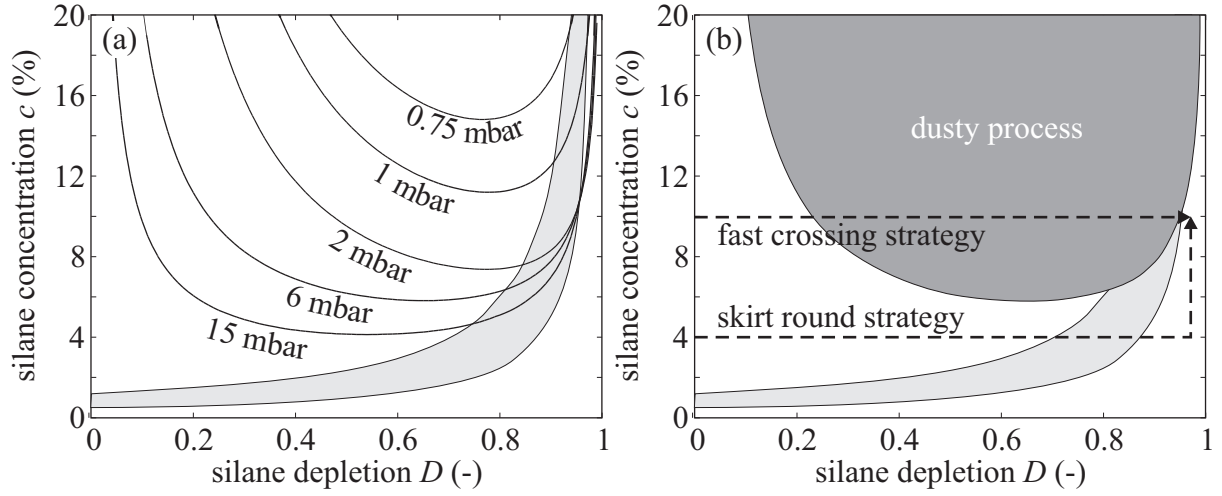 (a)
silane concentration c (%)
20
16
12
8
4
0
0.75 mbar
1 mbar
2 mbar
6 mbar
15 mbar
0 0.2 0.4 0.6 0.8 1
silane depletion D (-)
(b)
silane concentration c (%)
20
16
12
8
4
0
dusty process
fast crossing strategy
skirt round strategy
0 0.2 0.4 0.6 0.8 1
silane depletion D (-)